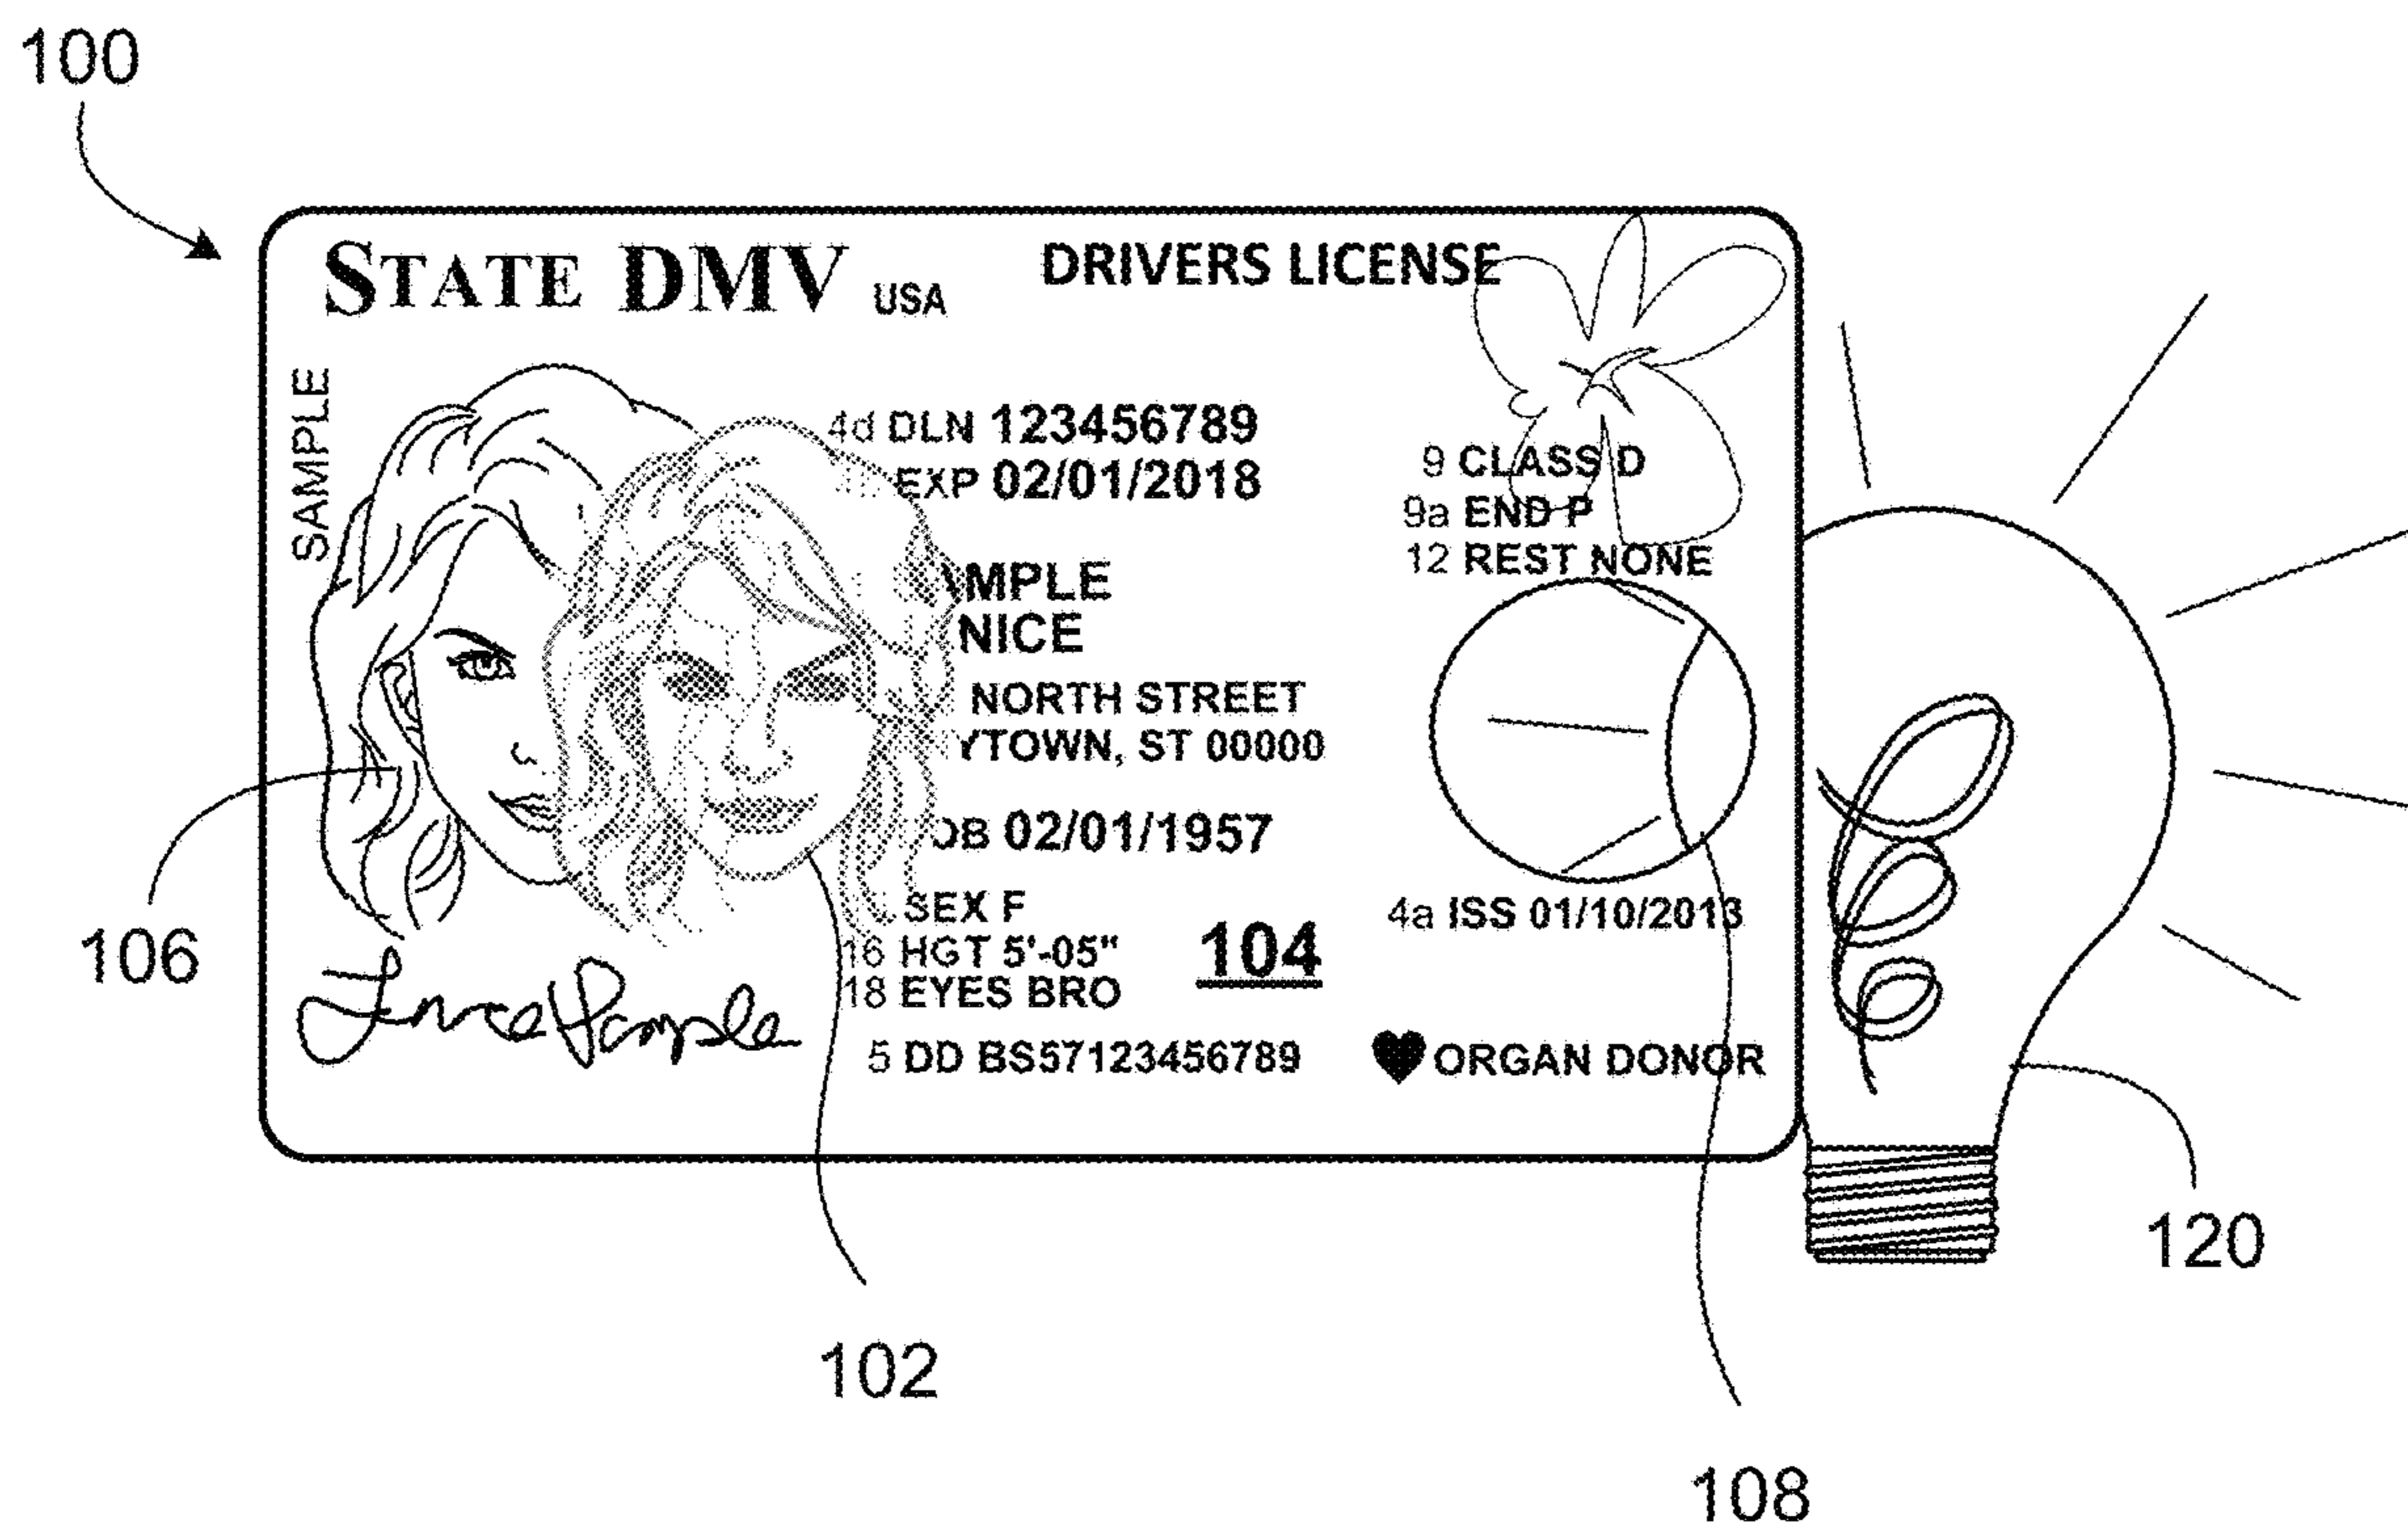 100
STATE DMV USA
DRIVERS LICENSE
SAMPLE
4d DLN 123456789
EXP 02/01/2018
9 CLASS D
9a END P
12 REST NONE
AMPLE
NICE
NORTH STREET
YTOWN, ST 00000
OB 02/01/1957
SEX F
16 HGT 5'-05"
18 EYES BRO
104
4a ISS 01/10/2013
5 DD BS57123456789
ORGAN DONOR
106
102
108
120